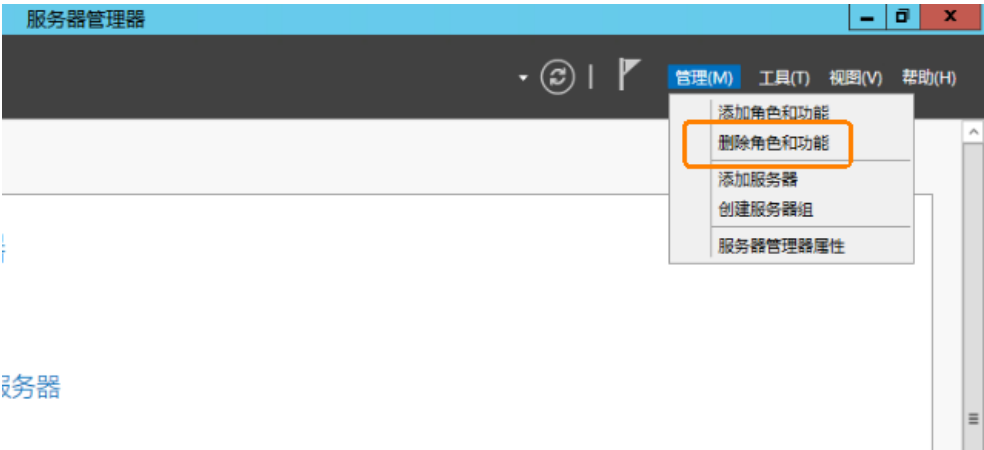 服务器管理器
管理(M) 工具(T) 视图(V) 帮助(H)
添加角色和功能
删除角色和功能
添加服务器
创建服务器组
服务器管理器属性
服务器